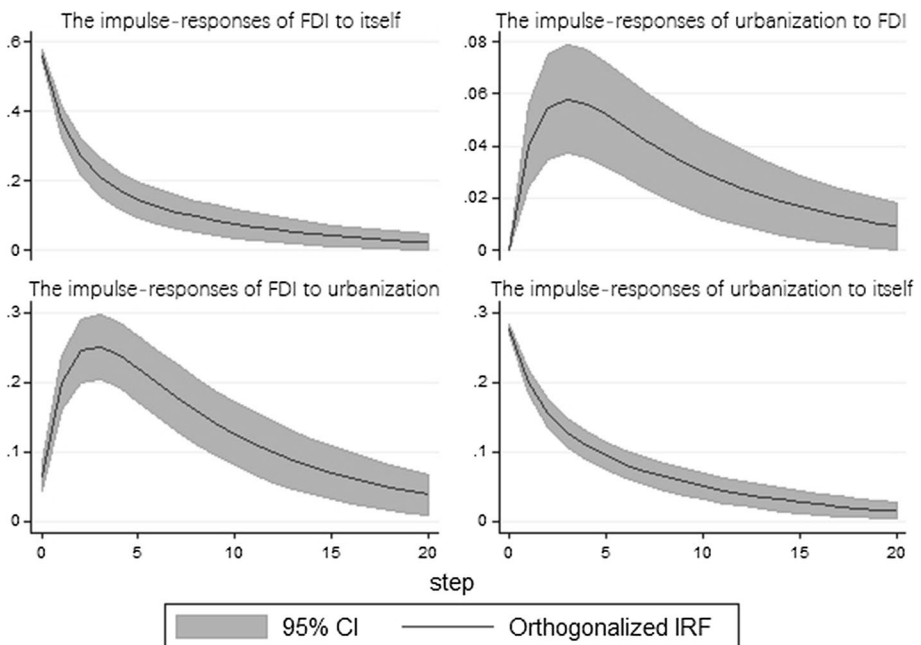 The impulse-responses of FDI to itself
.6
.4
.2
0
The impulse-responses of urbanization to FDI
.08
.06
.04
.02
0
The impulse-responses of FDI to urbanization
.3
.2
.1
0
0 5 10 15 20
The impulse-responses of urbanization to itself
.3
.2
.1
0
0 5 10 15 20
step
95% CI Orthogonalized IRF